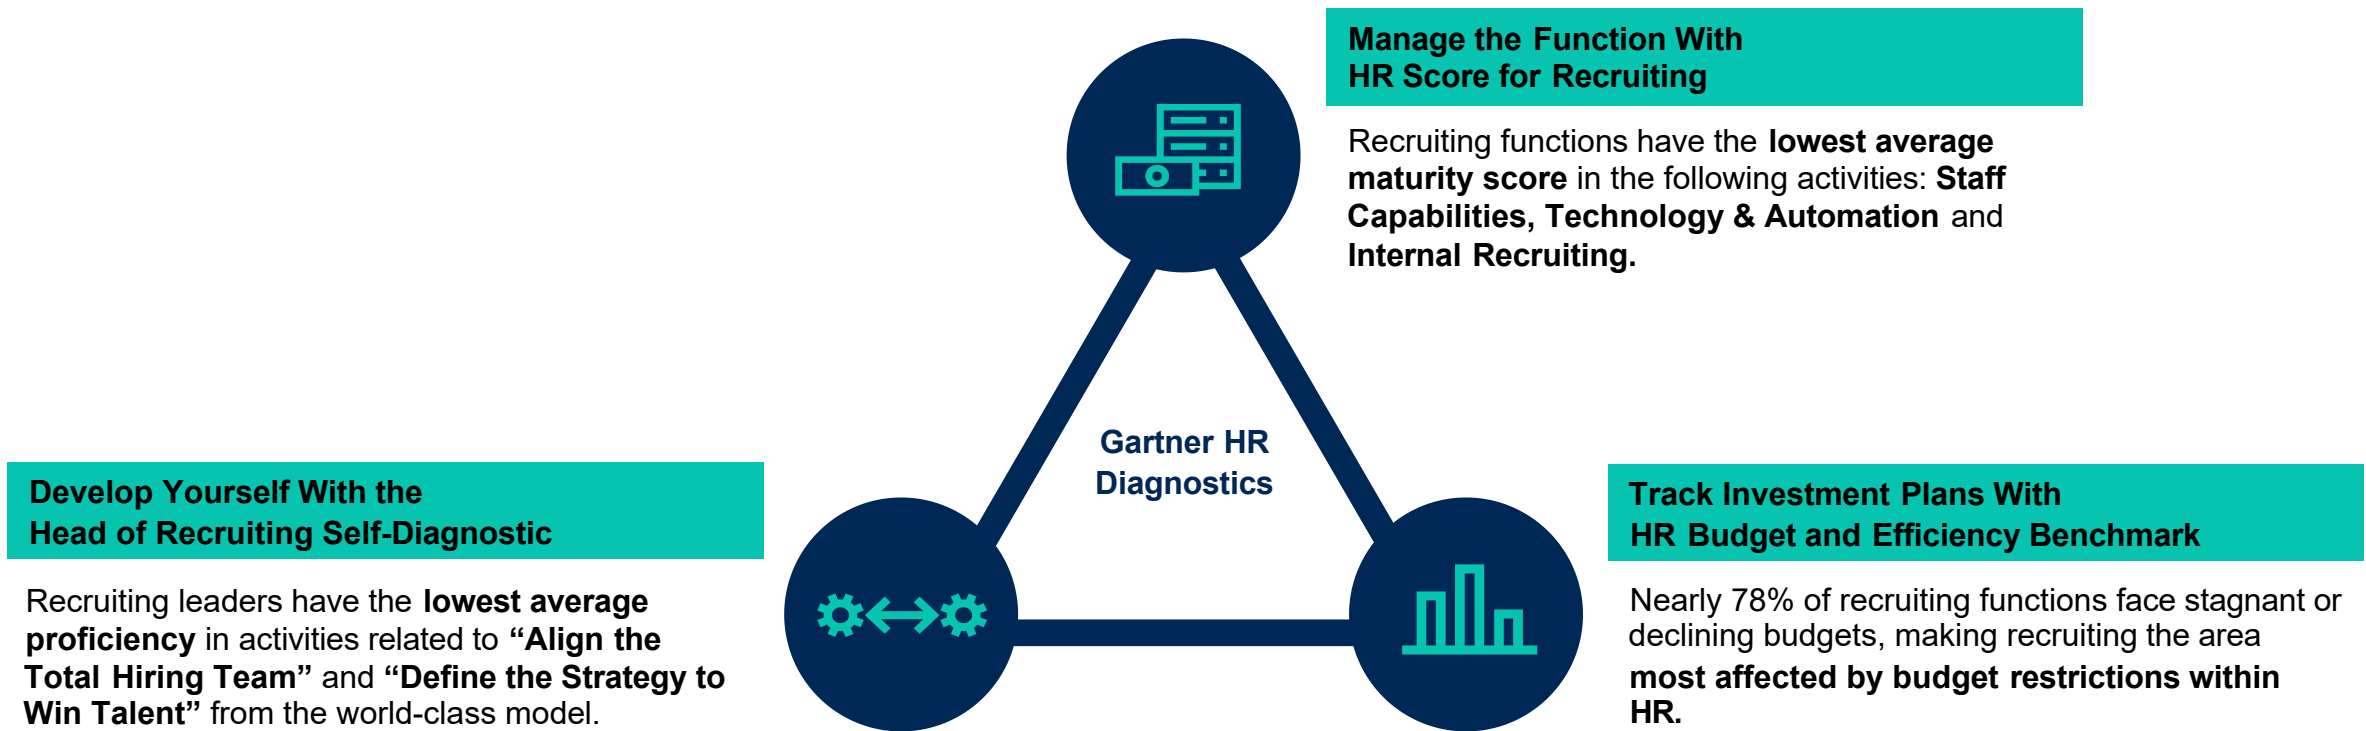 Manage the Function With
HR Score for Recruiting
Recruiting functions have the lowest average
maturity score in the following activities: Staff
Capabilities, Technology & Automation and
Internal Recruiting.
Gartner HR
Diagnostics
Develop Yourself With the
Head of Recruiting Self-Diagnostic
Recruiting leaders have the lowest average
proficiency in activities related to “Align the
Total Hiring Team” and “Define the Strategy to
Win Talent” from the world-class model.
Track Investment Plans With
HR Budget and Efficiency Benchmark
Nearly 78% of recruiting functions face stagnant or
declining budgets, making recruiting the area
most affected by budget restrictions within
HR.